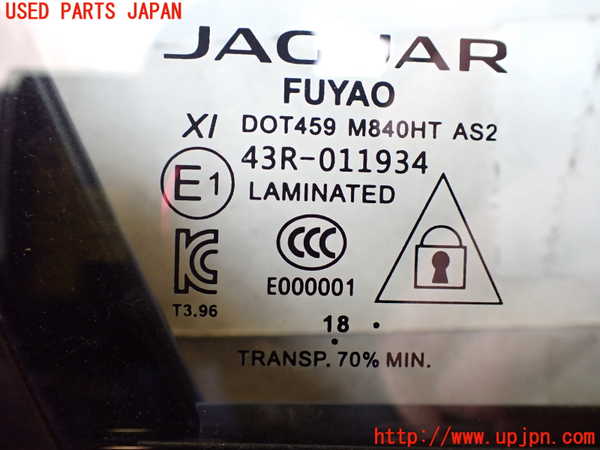 USED PARTS JAPAN
JAGUAR
FUYAO
XI DOT459 M840HT AS2
43R-011934
E1
LAMINATED
CCC
KC
E000001
T3.96
18
TRANSP. 70% MIN.
http://www.upjpn.com/